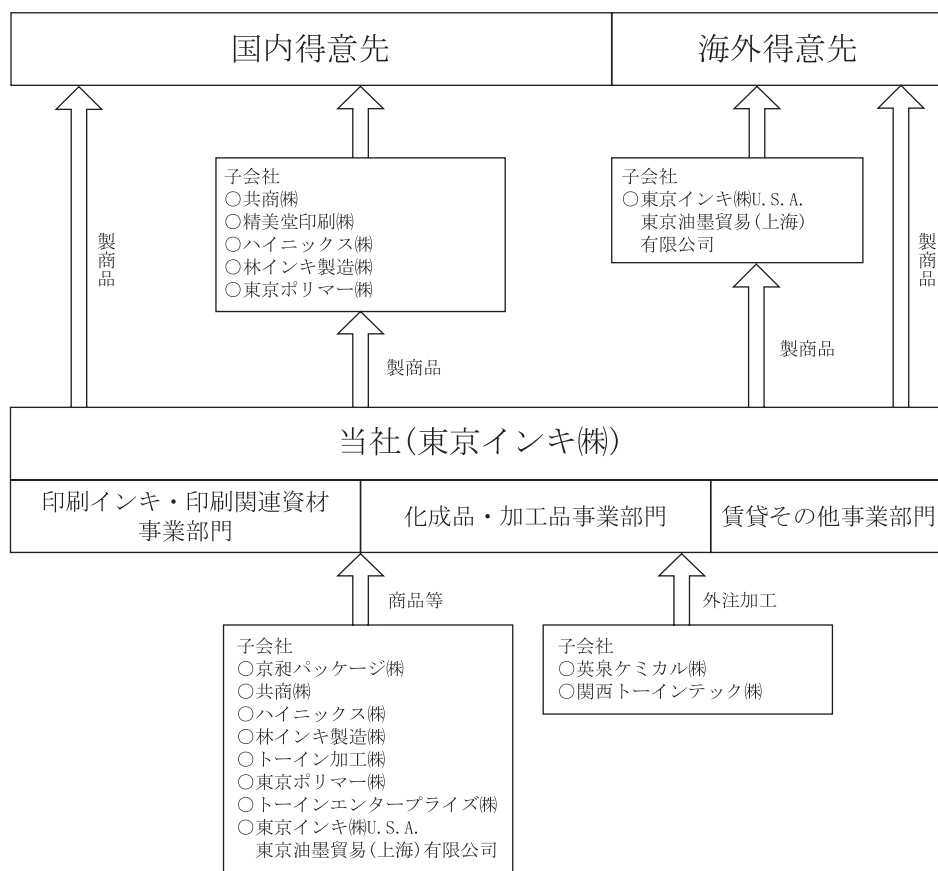 国内得意先
海外得意先
子会社
○共商㈱
○精美堂印刷㈱
○ハイニックス㈱
○林インキ製造㈱
○東京ポリマー㈱
子会社
○東京インキ㈱U.S.A.
東京油墨貿易(上海)
有限公司
製商品
製商品
製商品
製商品
当社(東京インキ㈱)
印刷インキ・印刷関連資材
事業部門
化成品・加工品事業部門
賃貸その他事業部門
商品等
外注加工
子会社
○京昶パッケージ㈱
○共商㈱
○ハイニックス㈱
○林インキ製造㈱
○トーイン加工㈱
○東京ポリマー㈱
○トーインエンタープライズ㈱
○東京インキ㈱U.S.A.
東京油墨貿易(上海)有限公司
子会社
○英泉ケミカル㈱
○関西トーインテック㈱